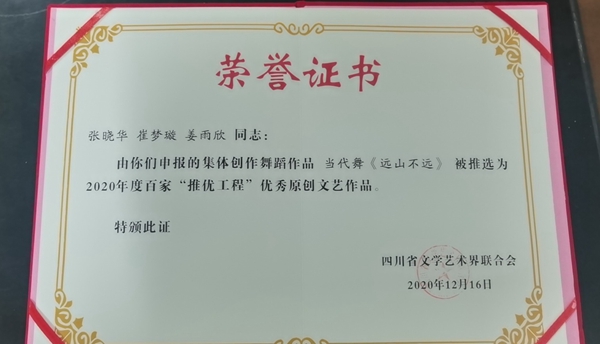 荣誉证书
张晓华 崔梦璇 姜雨欣 同志：
由你们申报的集体创作舞蹈作品 当代舞《远山不远》 被推选为
2020年度百家“推优工程”优秀原创文艺作品。
特颁此证
四川省文学艺术界联合会
2020年12月16日